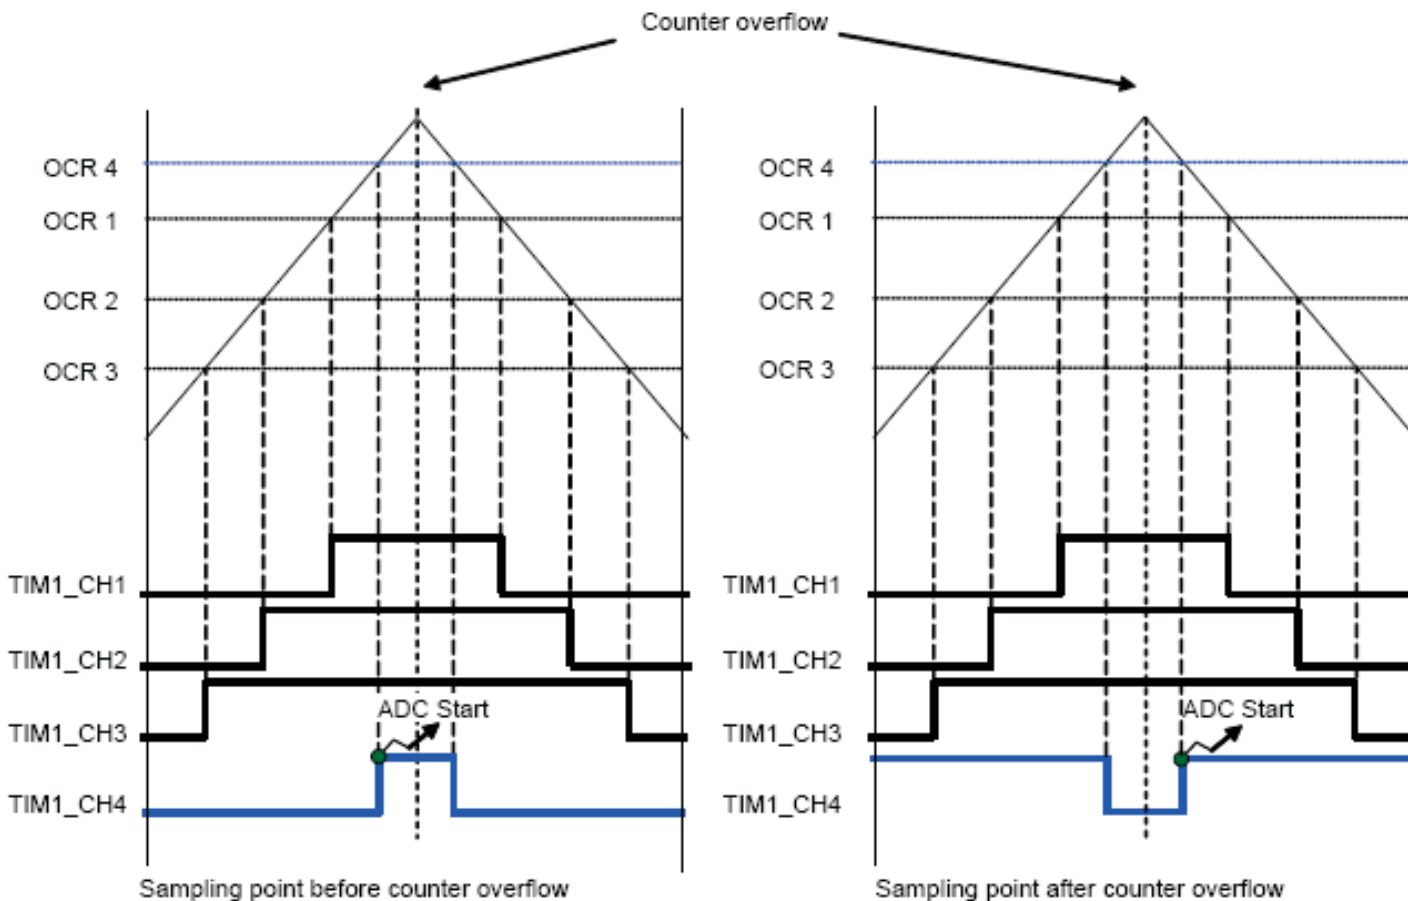 Counter overflow
OCR 4
OCR 1
OCR 2
OCR 3
TIM1_CH1
TIM1_CH2
ADC Start
TIM1_CH3
TIM1_CH4
Sampling point before counter overflow
OCR 4
OCR 1
OCR 2
OCR 3
TIM1_CH1
TIM1_CH2
ADC Start
TIM1_CH3
TIM1_CH4
Sampling point after counter overflow